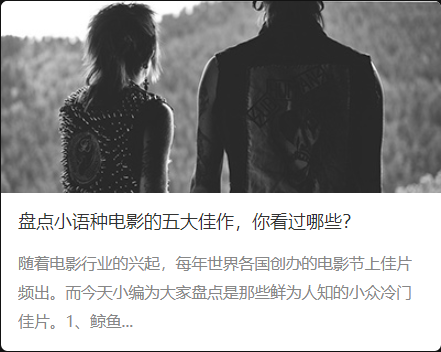 盘点小语种电影的五大佳作，你看过哪些？
随着电影行业的兴起，每年世界各国创办的电影节上佳片
频出。而今天小编为大家盘点是那些鲜为人知的小众冷门
佳片。1、鲸鱼...